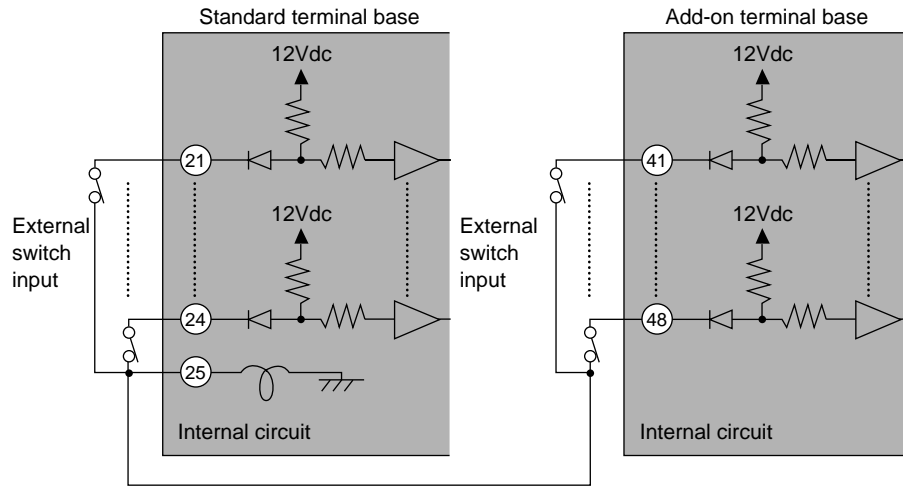 Standard terminal base
Add-on terminal base
12Vdc
12Vdc
21
41
External
switch
input
12Vdc
External
switch
input
12Vdc
24
48
25
Internal circuit
Internal circuit